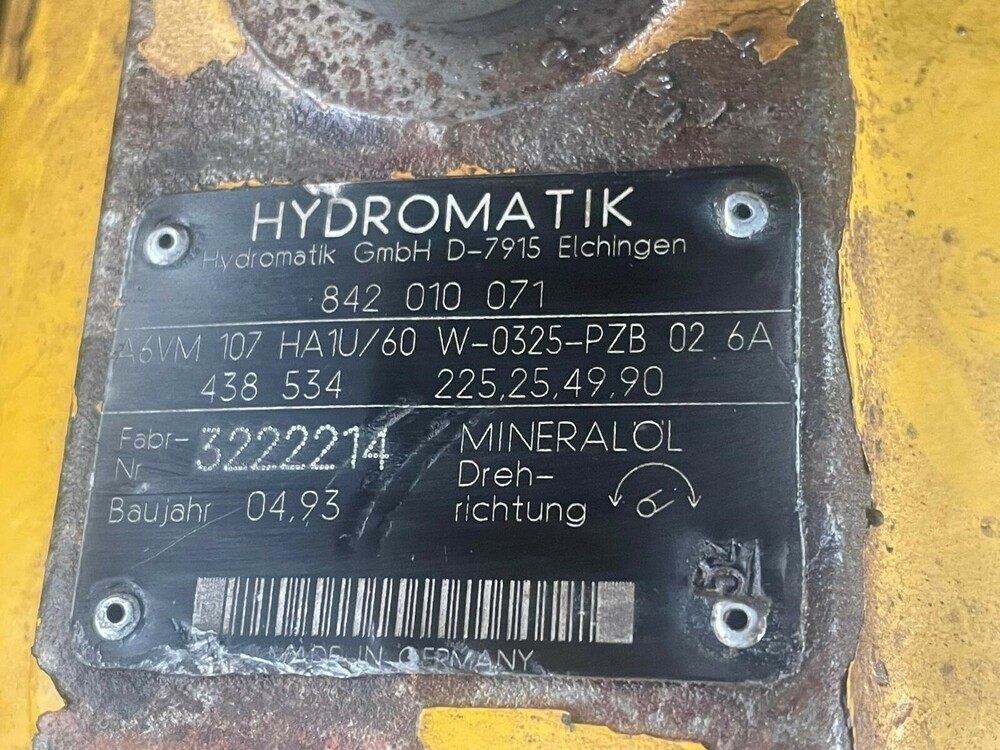 HYDROMATIK
Hydromatik GmbH D-7915 Elchingen
842 010 071
A6VM 107 HA1U/60 W-0325-PZB 02 6A
438 534 225,25,49,90
Fabr-
Nr 3222214
MINERALÖL
Dreh-
richtung
Baujahr 04,93
MADE IN GERMANY